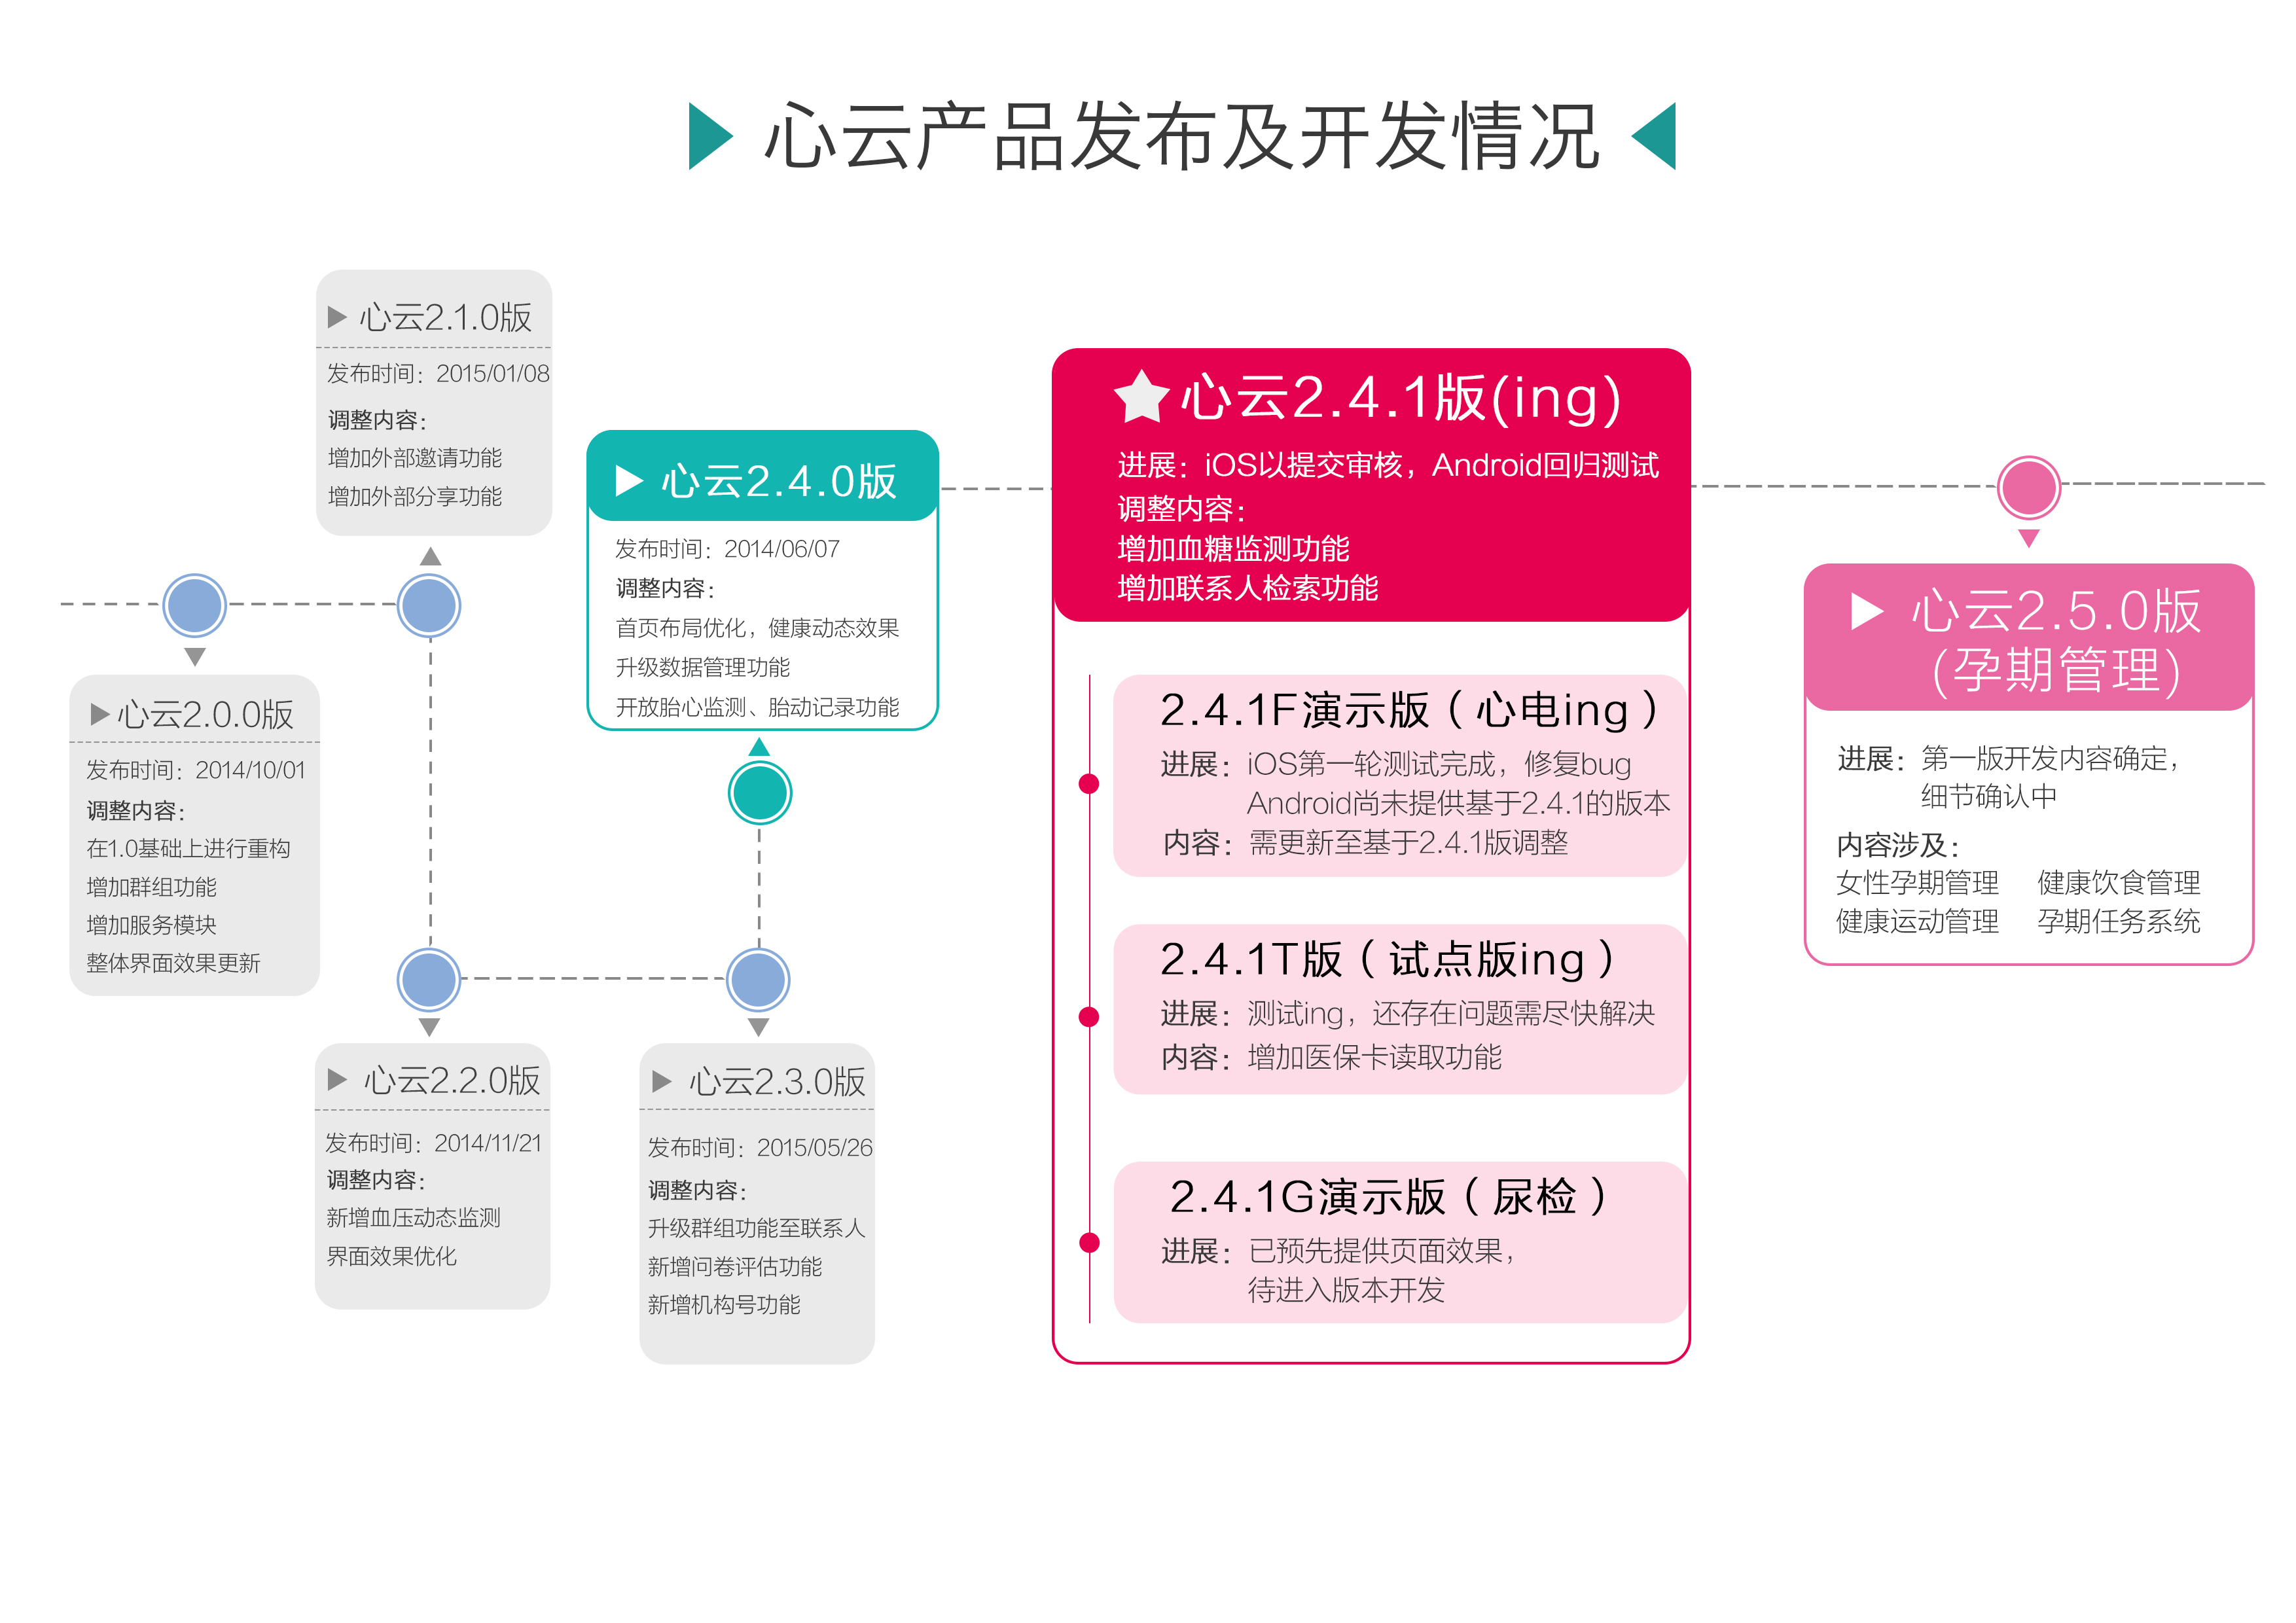 心云产品发布及开发情况
心云2.1.0版
发布时间：2015/01/08
调整内容：
增加外部邀请功能
增加外部分享功能
心云2.0.0版
发布时间：2014/10/01
调整内容：
在1.0基础上进行重构
增加群组功能
增加服务模块
整体界面效果更新
心云2.2.0版
发布时间：2014/11/21
调整内容：
新增血压动态监测
界面效果优化
心云2.3.0版
发布时间：2015/05/26
调整内容：
升级群组功能至联系人
新增问卷评估功能
新增机构号功能
心云2.4.0版
发布时间：2014/06/07
调整内容：
首页布局优化，健康动态效果
升级数据管理功能
开放胎心监测、胎动记录功能
心云2.4.1版(ing)
进展：iOS以提交审核，Android回归测试
调整内容：
增加血糖监测功能
增加联系人检索功能
2.4.1F演示版（心电ing）
进展：iOS第一轮测试完成，修复bug
Android尚未提供基于2.4.1的版本
内容：需更新至基于2.4.1版调整
2.4.1T版（试点版ing）
进展：测试ing，还存在问题需尽快解决
内容：增加医保卡读取功能
2.4.1G演示版（尿检）
进展：已预先提供页面效果，
待进入版本开发
心云2.5.0版
(孕期管理)
进展：第一版开发内容确定，
细节确认中
内容涉及：
女性孕期管理 健康饮食管理
健康运动管理 孕期任务系统